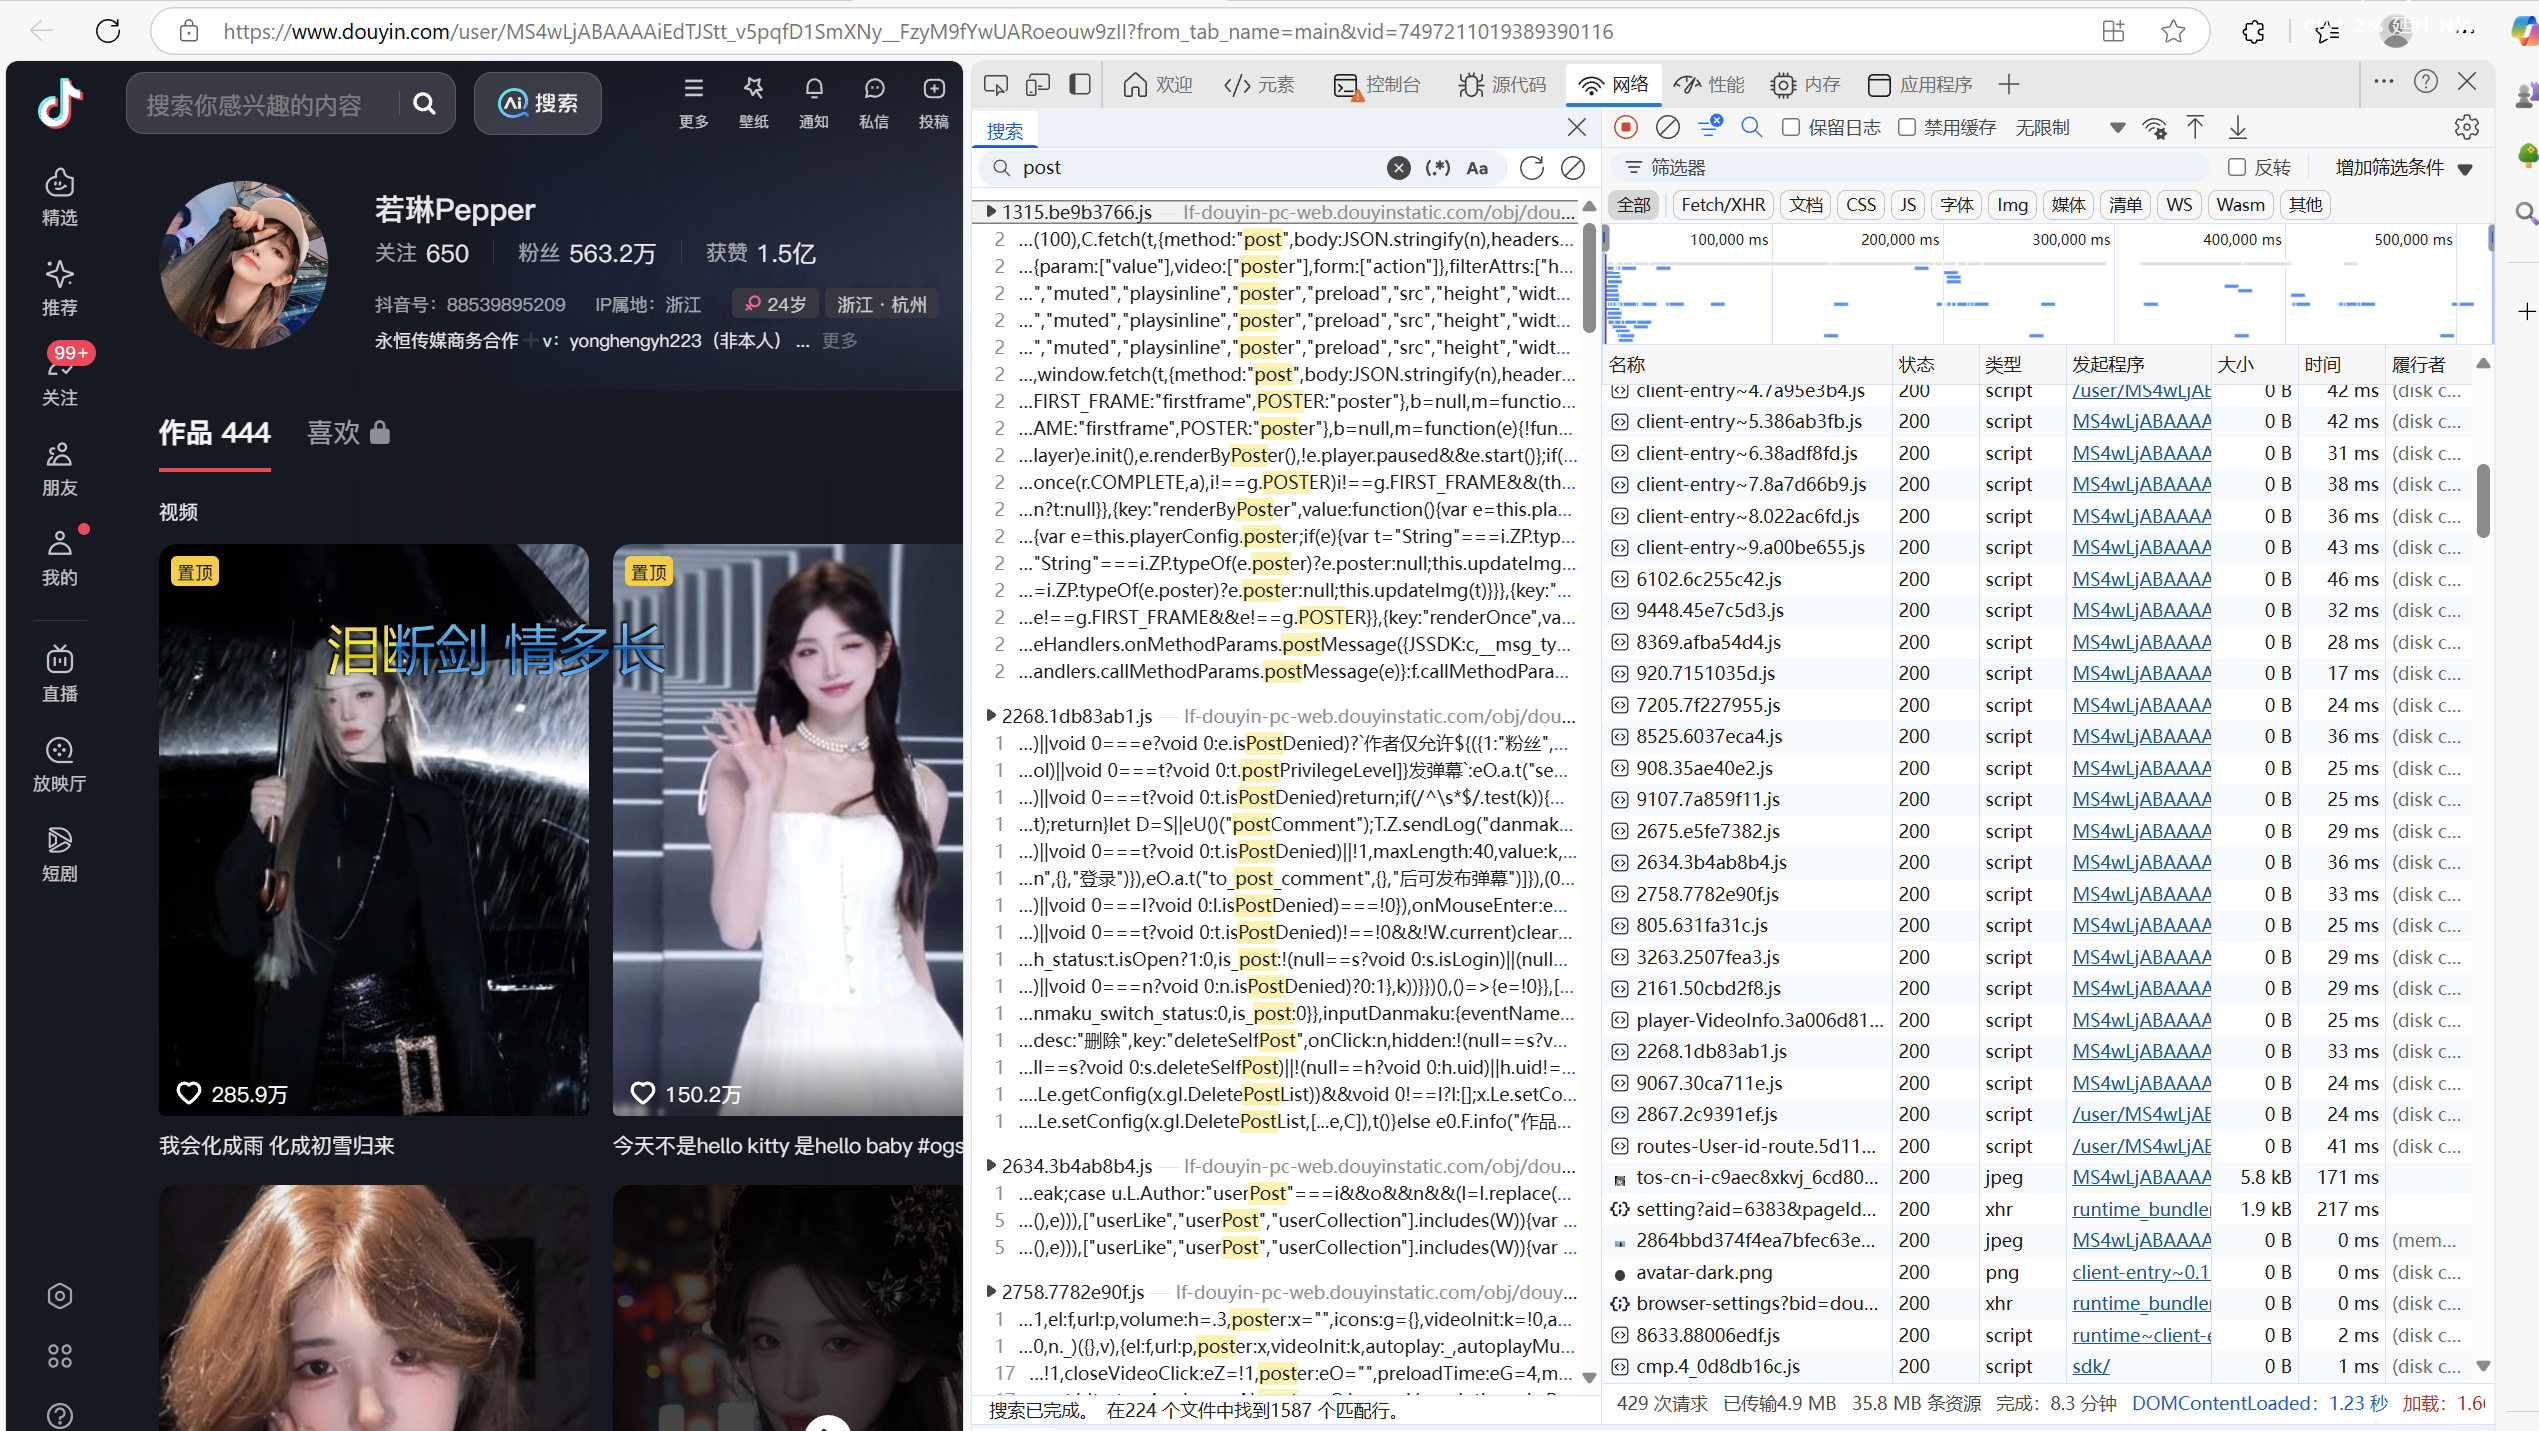 https://www.douyin.com/user/MS4wLjABAAAAiEdTJStt_v5pqfD1SmXNy__FzyM9fYwUARoeouw9zII?from_tab_name=main&vid=7497211019389390116
搜索你感兴趣的内容
搜索
更多
壁纸
通知
私信
投稿
精选
推荐
99+
关注
朋友
我的
直播
放映厅
短剧
若琳Pepper
关注 650 粉丝 563.2万 获赞 1.5亿
抖音号：88539895209 IP属地：浙江 24岁 浙江 · 杭州
永恒传媒商务合作 + v：yonghengyh223（非本人） ... 更多
作品 444 喜欢
视频
置顶
置顶
泪断剑 情多长
285.9万
150.2万
我会化成雨 化成初雪归来
今天不是hello kitty 是hello baby #ogs
欢迎 元素 控制台 源代码 网络 性能 内存 应用程序
搜索
post
(.*) Aa
1315.be9b3766.js — lf-douyin-pc-web.douyinstatic.com/obj/dou...
2 ...(100),C.fetch(t,{method:"post",body:JSON.stringify(n),headers...
2 ...{param:["value"],video:["poster"],form:["action"]},filterAttrs:["h...
2 ...","muted","playsinline","poster","preload","src","height","widt...
2 ...","muted","playsinline","poster","preload","src","height","widt...
2 ...","muted","playsinline","poster","preload","src","height","widt...
2 ...,window.fetch(t,{method:"post",body:JSON.stringify(n),header...
2 ...FIRST_FRAME:"firstframe",POSTER:"poster"},b=null,m=functio...
2 ...AME:"firstframe",POSTER:"poster"},b=null,m=function(e){!fun...
2 ...layer)e.init(),e.renderByPoster(),!e.player.paused&&e.start()};if(...
2 ...once(r.COMPLETE,a),i!==g.POSTER)i!==g.FIRST_FRAME&&(th...
2 ...n?t:null}},{key:"renderByPoster",value:function(){var e=this.pla...
2 ...{var e=this.playerConfig.poster;if(e){var t="String"===i.ZP.typ...
2 ..."String"===i.ZP.typeOf(e.poster)?e.poster:null;this.updateImg...
2 ...=i.ZP.typeOf(e.poster)?e.poster:null;this.updateImg(t)}}},{key:"...
2 ...e!==g.FIRST_FRAME&&e!==g.POSTER}},{key:"renderOnce",va...
2 ...eHandlers.onMethodParams.postMessage({JSSDK:c,__msg_ty...
2 ...andlers.callMethodParams.postMessage(e)}:f.callMethodPara...
2268.1db83ab1.js — lf-douyin-pc-web.douyinstatic.com/obj/dou...
1 ...)||void 0===e?void 0:e.isPostDenied)?`作者仅允许${({1:"粉丝",...
1 ...ol)||void 0===t?void 0:t.postPrivilegeLevel]}发弹幕`:eO.a.t("se...
1 ...)||void 0===t?void 0:t.isPostDenied)return;if(/^\s*$/.test(k)){...
1 ...t);return}let D=S||eU()("postComment");T.Z.sendLog("danmak...
1 ...)||void 0===t?void 0:t.isPostDenied)||!1,maxLength:40,value:k,...
1 ...n",{},"登录")}),eO.a.t("to_post_comment",{},"后可发布弹幕")]}),(0...
1 ...)||void 0===l?void 0:l.isPostDenied)===!0}),onMouseEnter:e...
1 ...)||void 0===t?void 0:t.isPostDenied)!==!0&&!W.current)clear...
1 ...h_status:t.isOpen?1:0,is_post:!(null==s?void 0:s.isLogin)||(null...
1 ...)||void 0===n?void 0:n.isPostDenied)?0:1},k))}})(),()=>{e=!0}},[...
1 ...nmaku_switch_status:0,is_post:0}},inputDanmaku:{eventName...
1 ...desc:"删除",key:"deleteSelfPost",onClick:n,hidden:!(null==s?v...
1 ...ll==s?void 0:s.deleteSelfPost)||!(null==h?void 0:h.uid)||h.uid!=...
1 ....Le.getConfig(x.gl.DeletePostList))&&void 0!==l?l:[];x.Le.setCo...
1 ....Le.setConfig(x.gl.DeletePostList,[...e,C]),t()}else e0.F.info("作品...
2634.3b4ab8b4.js — lf-douyin-pc-web.douyinstatic.com/obj/dou...
1 ...eak;case u.L.Author:"userPost"===i&&o&&n&&(l=l.replace(...
5 ...(),e))),["userLike","userPost","userCollection"].includes(W)){var ...
5 ...(),e))),["userLike","userPost","userCollection"].includes(W)){var ...
2758.7782e90f.js — lf-douyin-pc-web.douyinstatic.com/obj/douy...
1 ...1,el:f,url:p,volume:h=.3,poster:x="",icons:g={},videoInit:k=!0,a...
1 ...0,n._)({},v),{el:f,url:p,poster:x,videoInit:k,autoplay:_,autoplayMu...
17 ...!1,closeVideoClick:eZ=!1,poster:eO="",preloadTime:eG=4,m...
搜索已完成。 在224 个文件中找到1587 个匹配行。
保留日志 禁用缓存 无限制
筛选器 反转 增加筛选条件
全部 Fetch/XHR 文档 CSS JS 字体 Img 媒体 清单 WS Wasm 其他
100,000 ms 200,000 ms 300,000 ms 400,000 ms 500,000 ms
名称 状态 类型 发起程序 大小 时间 履行者
client-entry~4.7a95e3b4.js 200 script /user/MS4wLjAE 0 B 42 ms (disk c...
client-entry~5.386ab3fb.js 200 script MS4wLjABAAAA 0 B 42 ms (disk c...
client-entry~6.38adf8fd.js 200 script MS4wLjABAAAA 0 B 31 ms (disk c...
client-entry~7.8a7d66b9.js 200 script MS4wLjABAAAA 0 B 38 ms (disk c...
client-entry~8.022ac6fd.js 200 script MS4wLjABAAAA 0 B 36 ms (disk c...
client-entry~9.a00be655.js 200 script MS4wLjABAAAA 0 B 43 ms (disk c...
6102.6c255c42.js 200 script MS4wLjABAAAA 0 B 46 ms (disk c...
9448.45e7c5d3.js 200 script MS4wLjABAAAA 0 B 32 ms (disk c...
8369.afba54d4.js 200 script MS4wLjABAAAA 0 B 28 ms (disk c...
920.7151035d.js 200 script MS4wLjABAAAA 0 B 17 ms (disk c...
7205.7f227955.js 200 script MS4wLjABAAAA 0 B 24 ms (disk c...
8525.6037eca4.js 200 script MS4wLjABAAAA 0 B 36 ms (disk c...
908.35ae40e2.js 200 script MS4wLjABAAAA 0 B 25 ms (disk c...
9107.7a859f11.js 200 script MS4wLjABAAAA 0 B 25 ms (disk c...
2675.e5fe7382.js 200 script MS4wLjABAAAA 0 B 29 ms (disk c...
2634.3b4ab8b4.js 200 script MS4wLjABAAAA 0 B 36 ms (disk c...
2758.7782e90f.js 200 script MS4wLjABAAAA 0 B 33 ms (disk c...
805.631fa31c.js 200 script MS4wLjABAAAA 0 B 25 ms (disk c...
3263.2507fea3.js 200 script MS4wLjABAAAA 0 B 29 ms (disk c...
2161.50cbd2f8.js 200 script MS4wLjABAAAA 0 B 29 ms (disk c...
player-VideoInfo.3a006d81... 200 script MS4wLjABAAAA 0 B 25 ms (disk c...
2268.1db83ab1.js 200 script MS4wLjABAAAA 0 B 33 ms (disk c...
9067.30ca711e.js 200 script MS4wLjABAAAA 0 B 24 ms (disk c...
2867.2c9391ef.js 200 script /user/MS4wLjAE 0 B 24 ms (disk c...
routes-User-id-route.5d11... 200 script /user/MS4wLjAE 0 B 41 ms (disk c...
tos-cn-i-c9aec8xkvj_6cd80... 200 jpeg MS4wLjABAAAA 5.8 kB 171 ms
setting?aid=6383&pageId... 200 xhr runtime_bundler 1.9 kB 217 ms
2864bbd374f4ea7bfec63e... 200 jpeg MS4wLjABAAAA 0 B 0 ms (mem...
avatar-dark.png 200 png client-entry~0.1 0 B 0 ms (disk c...
browser-settings?bid=dou... 200 xhr runtime_bundler 0 B 0 ms (disk c...
8633.88006edf.js 200 script runtime~client-e 0 B 2 ms (disk c...
cmp.4_0d8db16c.js 200 script sdk/ 0 B 1 ms (disk c...
429 次请求 已传输4.9 MB 35.8 MB 条资源 完成：8.3 分钟 DOMContentLoaded：1.23 秒 加载：1.6